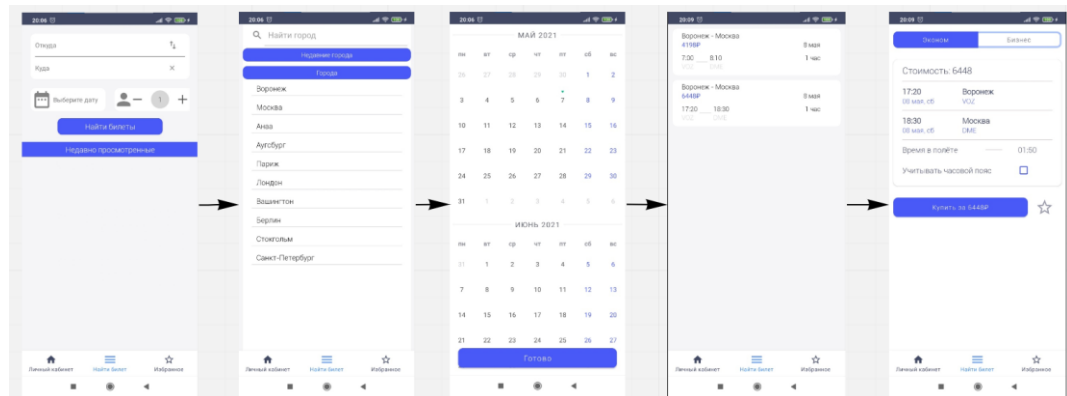 20:06
Откуда
Куда
Выберите дату
1
Найти билеты
Недавно просмотренные
Личный кабинет
Найти билет
Избранное
20:06
Найти город
Недавние города
Города
Воронеж
Москва
Анаа
Аугсбург
Париж
Лондон
Вашингтон
Берлин
Стокгольм
Санкт-Петербург
Личный кабинет
Найти билет
Избранное
20:06
МАЙ 2021
пн вт ср чт пт сб вс
26 27 28 29 30 1 2
3 4 5 6 7 8 9
10 11 12 13 14 15 16
17 18 19 20 21 22 23
24 25 26 27 28 29 30
31 1 2 3 4 5 6
ИЮНЬ 2021
пн вт ср чт пт сб вс
31 1 2 3 4 5 6
7 8 9 10 11 12 13
14 15 16 17 18 19 20
21 22 23 24 25 26 27
Готово
20:09
Воронеж - Москва
4198₽ 8 мая
7:00 8:10 1 час
VOZ DME
Воронеж - Москва
6448₽ 8 мая
17:20 18:30 1 час
VOZ DME
Личный кабинет
Найти билет
Избранное
20:09
Эконом
Бизнес
Стоимость: 6448
17:20 Воронеж
08 мая, сб VOZ
18:30 Москва
08 мая, сб DME
Время в полёте 01:50
Учитывать часовой пояс
Купить за 6448₽
Личный кабинет
Найти билет
Избранное